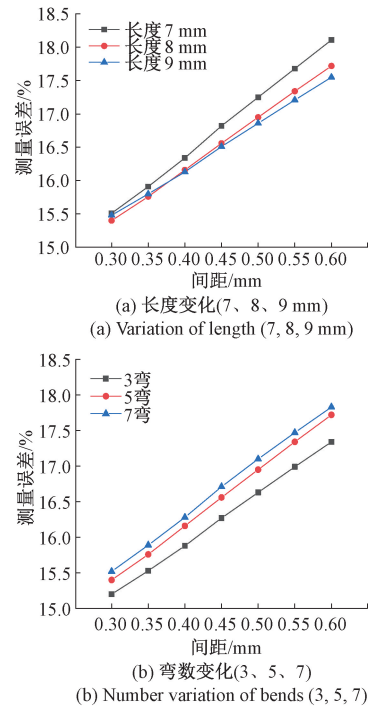 18.5
18.0
17.5
17.0
16.5
16.0
15.5
15.0
测量误差/%
长度 7 mm
长度 8 mm
长度 9 mm
0.30 0.35 0.40 0.45 0.50 0.55 0.60
间距/mm
(a) 长度变化(7、8、9 mm)
(a) Variation of length (7, 8, 9 mm)
18.5
18.0
17.5
17.0
16.5
16.0
15.5
15.0
测量误差/%
3弯
5弯
7弯
0.30 0.35 0.40 0.45 0.50 0.55 0.60
间距/mm
(b) 弯数变化(3、5、7)
(b) Number variation of bends (3, 5, 7)